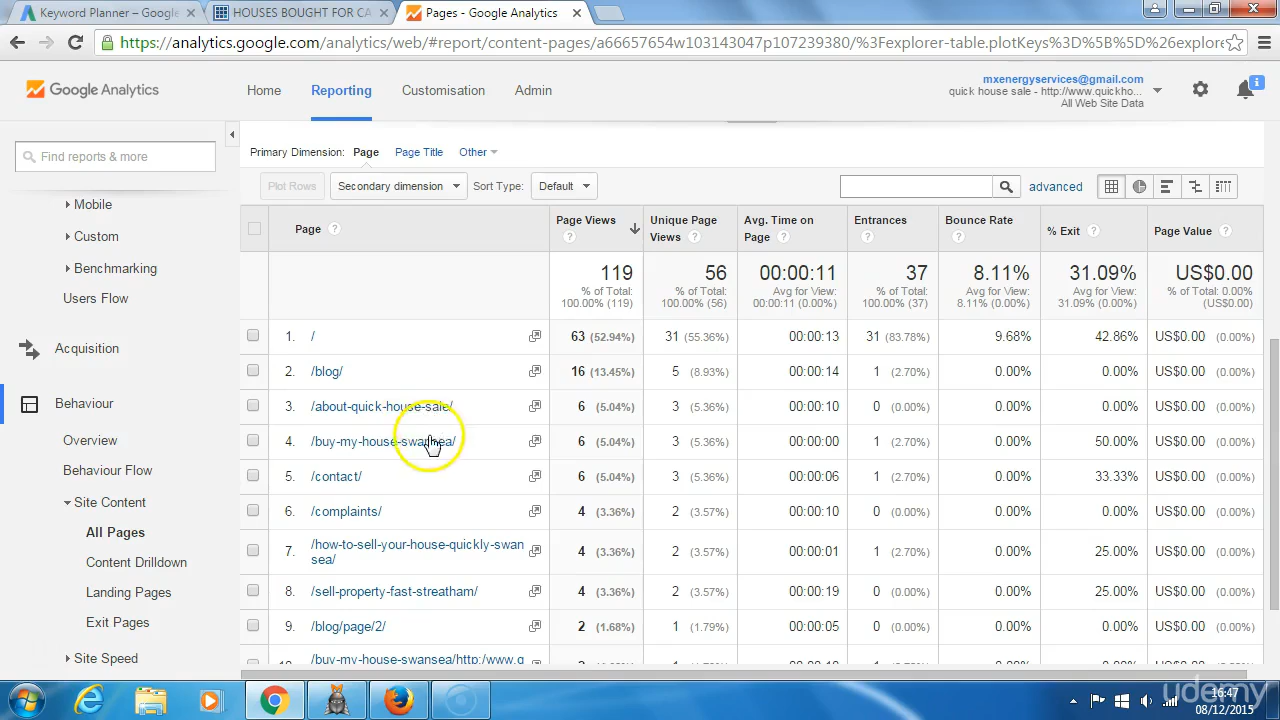 Keyword Planner – Google
HOUSES BOUGHT FOR CA
Pages - Google Analytics
https://analytics.google.com/analytics/web/#report/content-pages/a66657654w103143047p107239380/%3Fexplorer-table.plotKeys%3D%5B%5D%26explore
Google Analytics
Home Reporting Customisation Admin
mxenergyservices@gmail.com
quick house sale - http://www.quickho...
All Web Site Data
Find reports & more
Mobile
Custom
Benchmarking
Users Flow
Acquisition
Behaviour
Overview
Behaviour Flow
Site Content
All Pages
Content Drilldown
Landing Pages
Exit Pages
Site Speed
Primary Dimension: Page Page Title Other
Plot Rows Secondary dimension Sort Type: Default advanced
Page ? Page Views ? Unique Page Views ? Avg. Time on Page ? Entrances ? Bounce Rate ? % Exit ? Page Value ?
119 56 00:00:11 37 8.11% 31.09% US$0.00
% of Total: % of Total: Avg for View: % of Total: Avg for View: Avg for View: % of Total: 0.00%
100.00% (119) 100.00% (56) 00:00:11 (0.00%) 100.00% (37) 8.11% (0.00%) 31.09% (0.00%) (US$0.00)
1. / 63 (52.94%) 31 (55.36%) 00:00:13 31 (83.78%) 9.68% 42.86% US$0.00 (0.00%)
2. /blog/ 16 (13.45%) 5 (8.93%) 00:00:14 1 (2.70%) 0.00% 0.00% US$0.00 (0.00%)
3. /about-quick-house-sale/ 6 (5.04%) 3 (5.36%) 00:00:10 0 (0.00%) 0.00% 0.00% US$0.00 (0.00%)
4. /buy-my-house-swansea/ 6 (5.04%) 3 (5.36%) 00:00:00 1 (2.70%) 0.00% 50.00% US$0.00 (0.00%)
5. /contact/ 6 (5.04%) 3 (5.36%) 00:00:06 1 (2.70%) 0.00% 33.33% US$0.00 (0.00%)
6. /complaints/ 4 (3.36%) 2 (3.57%) 00:00:10 0 (0.00%) 0.00% 0.00% US$0.00 (0.00%)
7. /how-to-sell-your-house-quickly-swan
sea/ 4 (3.36%) 2 (3.57%) 00:00:01 1 (2.70%) 0.00% 25.00% US$0.00 (0.00%)
8. /sell-property-fast-streatham/ 4 (3.36%) 2 (3.57%) 00:00:19 0 (0.00%) 0.00% 25.00% US$0.00 (0.00%)
9. /blog/page/2/ 2 (1.68%) 1 (1.79%) 00:00:05 0 (0.00%) 0.00% 0.00% US$0.00 (0.00%)
/buy-my-house-swansea/http:/www.q
udemy
16:47
08/12/2015